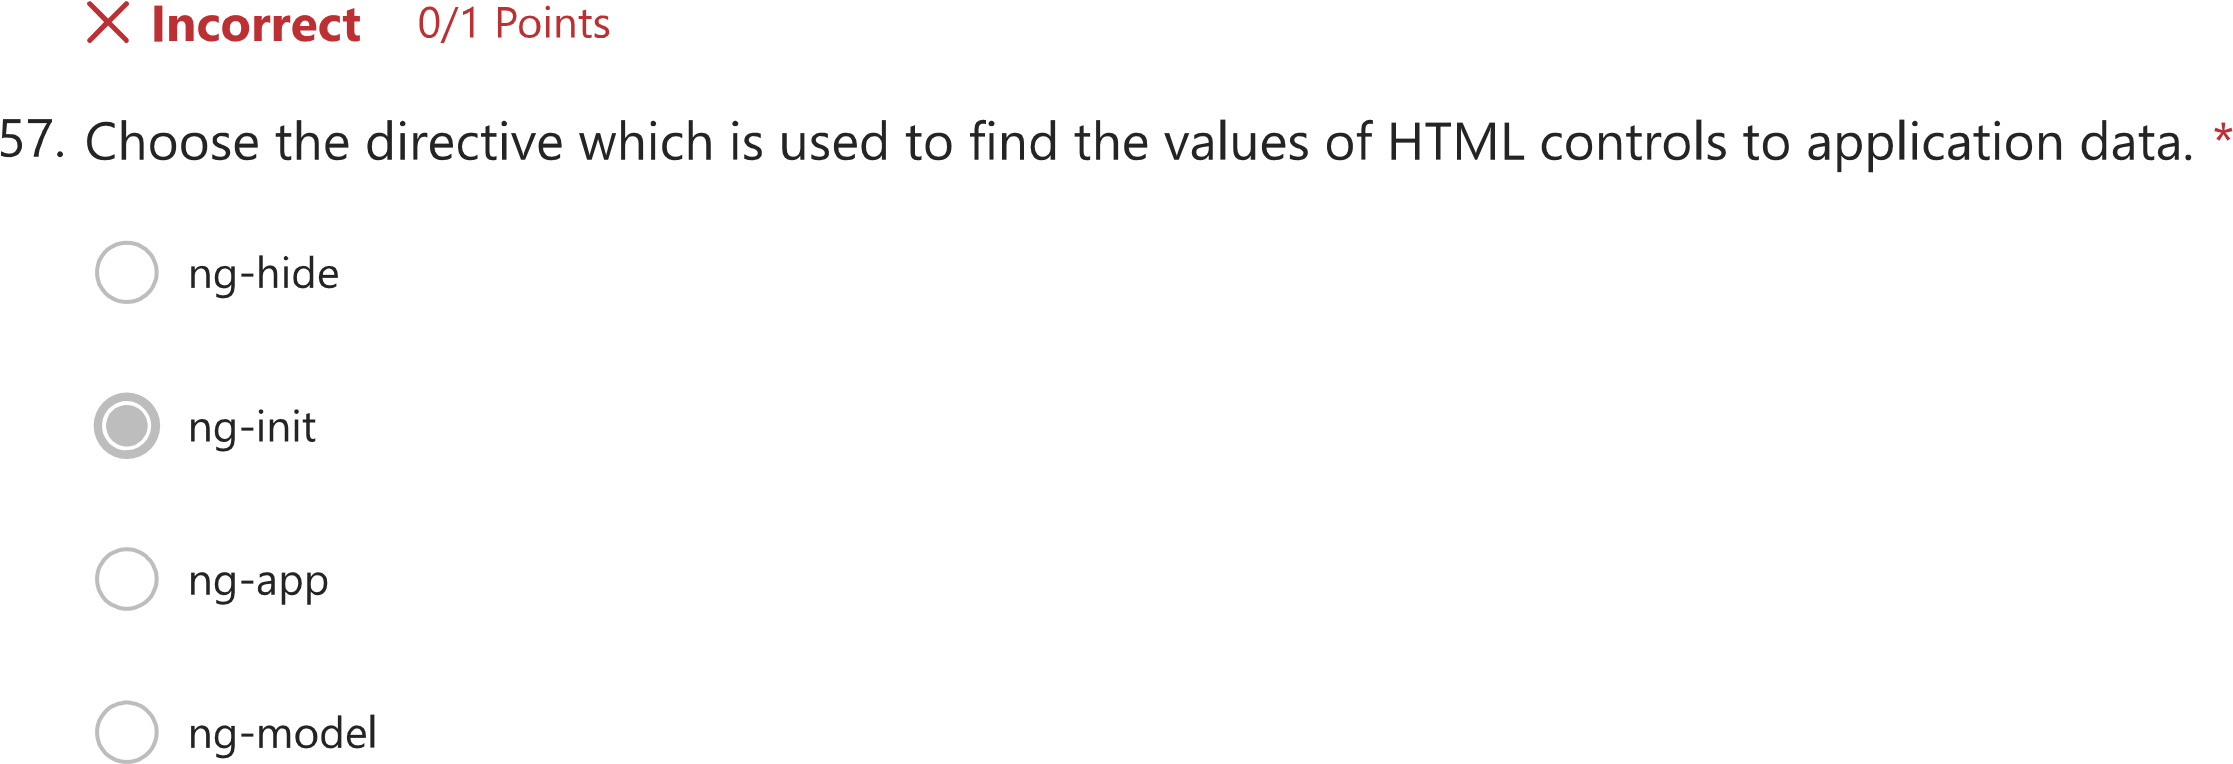 Incorrect 0/1 Points
57. Choose the directive which is used to find the values of HTML controls to application data. *
ng-hide
ng-init
ng-app
ng-model